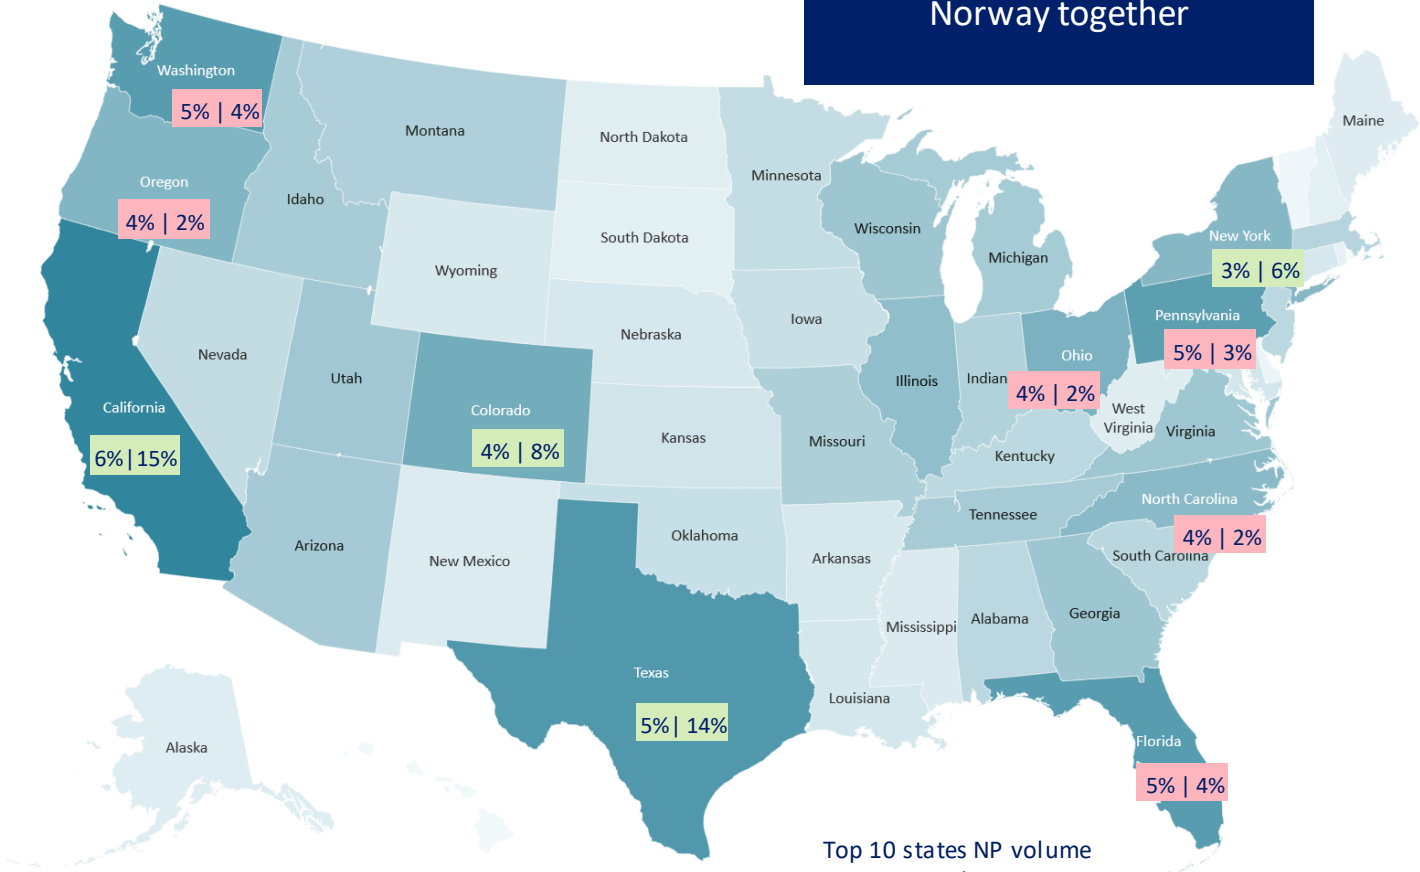 Norway together
Washington
5% | 4%
Maine
Montana
North Dakota
Minnesota
Oregon
4% | 2%
Idaho
Wisconsin
South Dakota
New York
3% | 6%
Michigan
Wyoming
Pennsylvania
5% | 3%
Iowa
Nebraska
Nevada
Ohio
4% | 2%
Utah
Illinois
Indian
California
6% | 15%
Colorado
4% | 8%
West
Virginia
Virginia
Kansas
Missouri
Kentucky
North Carolina
4% | 2%
Tennessee
Oklahoma
Arizona
New Mexico
Arkansas
South Carolina
Georgia
Alabama
Mississippi
Texas
5% | 14%
Louisiana
Florida
5% | 4%
Alaska
Top 10 states NP volume